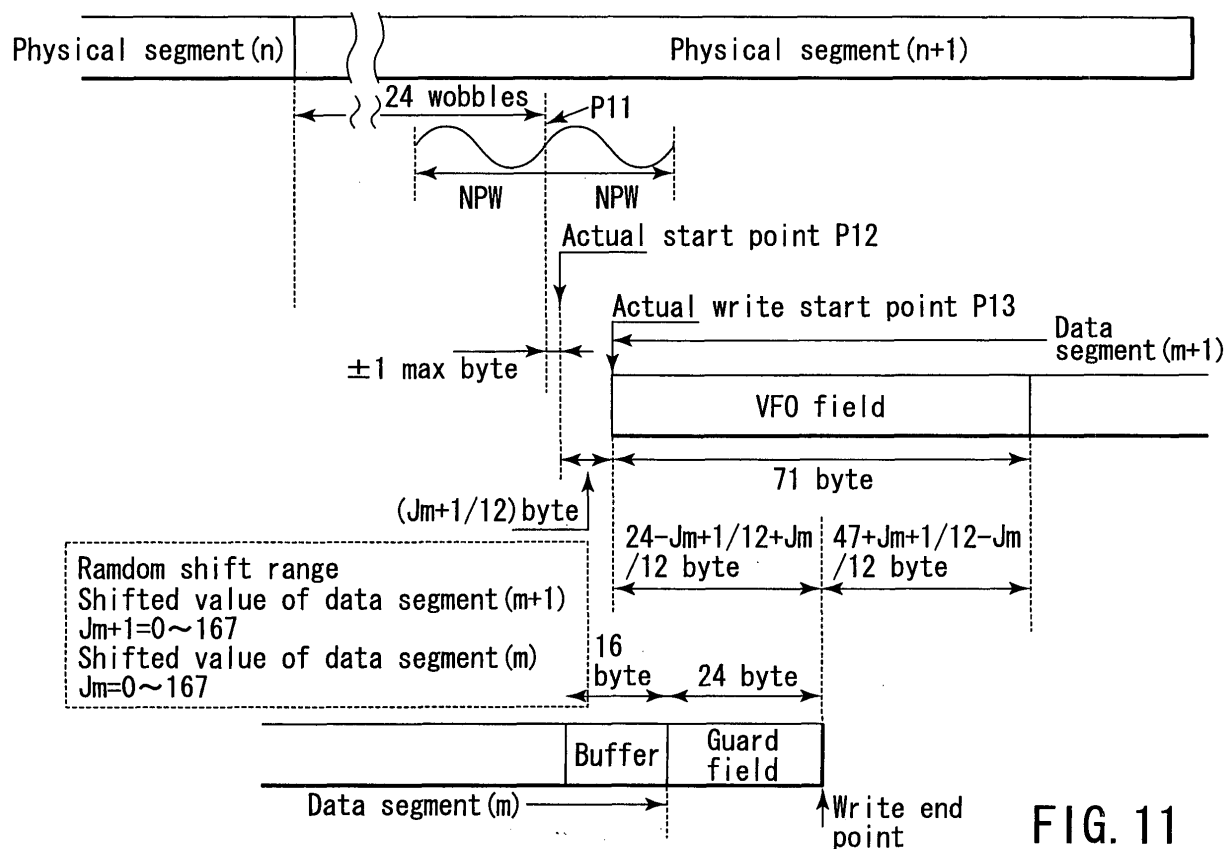 Physical segment(n)
Physical segment(n+1)
24 wobbles
P11
NPW
NPW
Actual start point P12
Actual write start point P13
Data
segment(m+1)
±1 max byte
VFO field
71 byte
(Jm+1/12)byte
24-Jm+1/12+Jm
/12 byte
47+Jm+1/12-Jm
/12 byte
Ramdom shift range
Shifted value of data segment(m+1)
Jm+1=0~167
Shifted value of data segment(m)
Jm=0~167
16
byte
24 byte
Buffer
Guard
field
Data segment(m)
Write end
point
FIG. 11